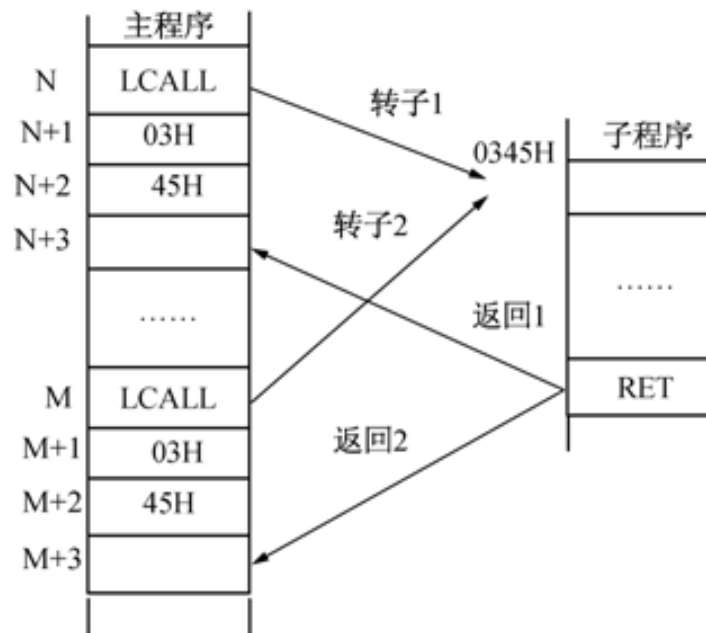 主程序
N LCALL 转子1
N+1 03H 0345H 子程序
N+2 45H
N+3 转子2
…… ……
返回1
M LCALL RET
M+1 03H 返回2
M+2 45H
M+3